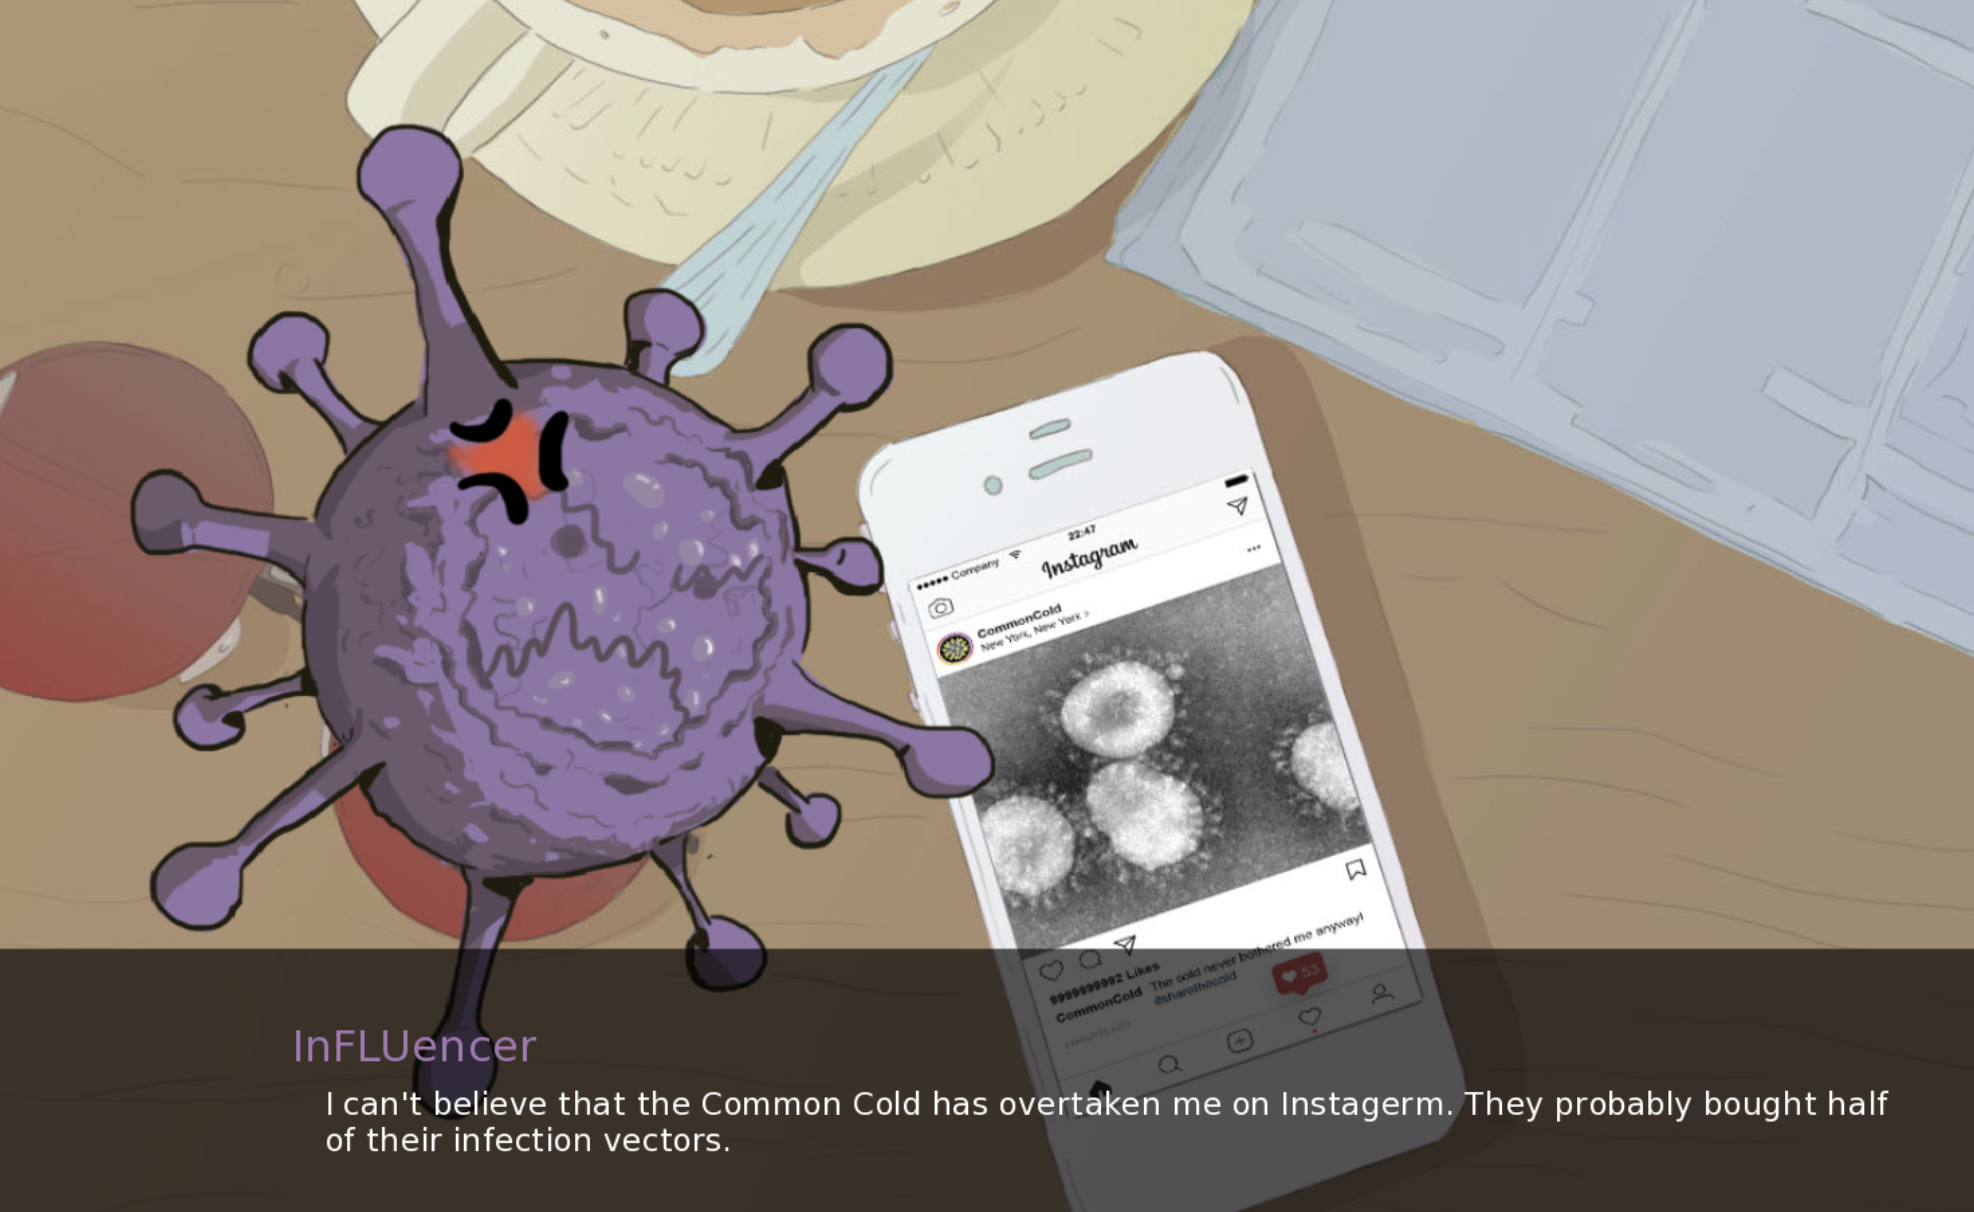 Company
22:47
Instagram
CommonCold
New York, New York >
9999999992 Likes
CommonCold The cold never bothered me anyway!
@sharethecold
53
InFLUencer
I can't believe that the Common Cold has overtaken me on Instagerm. They probably bought half
of their infection vectors.